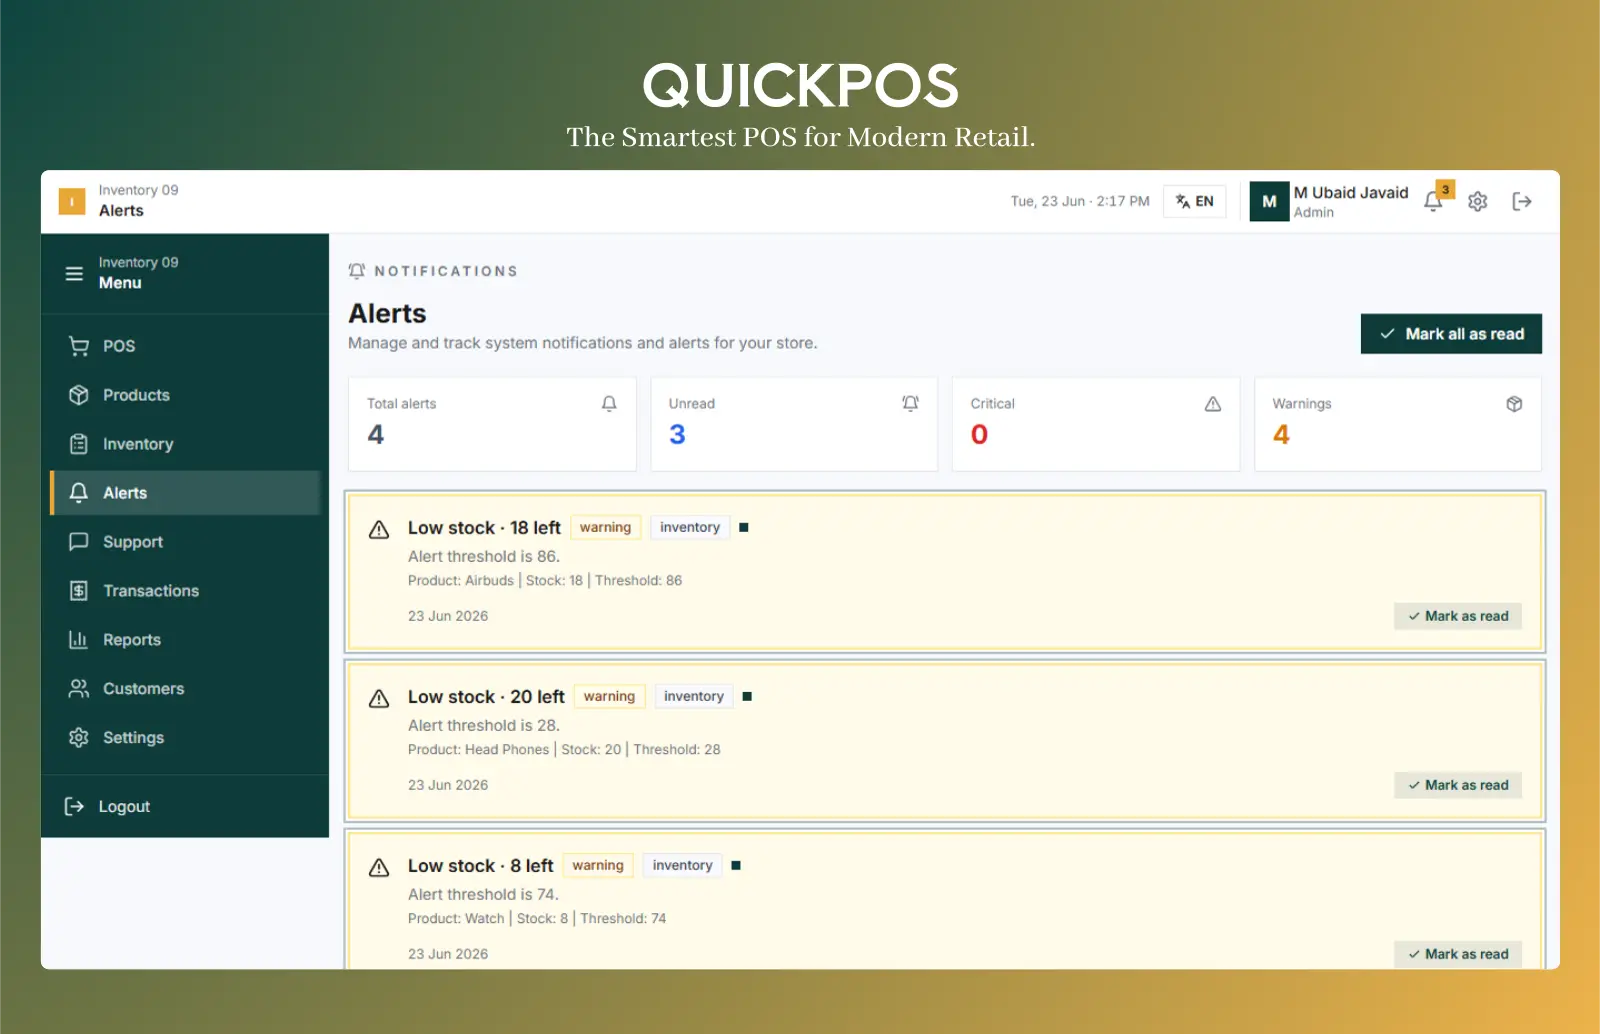 QUICKPOS
The Smartest POS for Modern Retail.
I
Inventory 09
Alerts
Tue, 23 Jun · 2:17 PM
EN
M
M Ubaid Javaid
Admin
3
Inventory 09
Menu
POS
Products
Inventory
Alerts
Support
Transactions
Reports
Customers
Settings
Logout
NOTIFICATIONS
Alerts
Manage and track system notifications and alerts for your store.
Mark all as read
Total alerts
4
Unread
3
Critical
0
Warnings
4
Low stock · 18 left warning inventory
Alert threshold is 86.
Product: Airbuds | Stock: 18 | Threshold: 86
23 Jun 2026
Mark as read
Low stock · 20 left warning inventory
Alert threshold is 28.
Product: Head Phones | Stock: 20 | Threshold: 28
23 Jun 2026
Mark as read
Low stock · 8 left warning inventory
Alert threshold is 74.
Product: Watch | Stock: 8 | Threshold: 74
23 Jun 2026
Mark as read